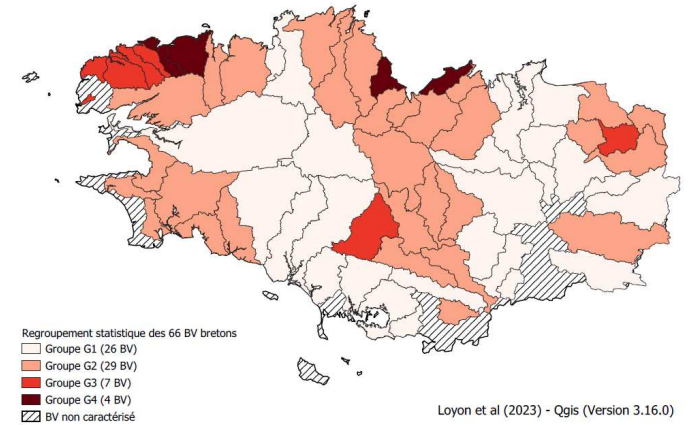 Regroupement statistique des 66 BV bretons
Groupe G1 (26 BV)
Groupe G2 (29 BV)
Groupe G3 (7 BV)
Groupe G4 (4 BV)
BV non caractérisé
Loyon et al (2023) - Qgis (Version 3.16.0)